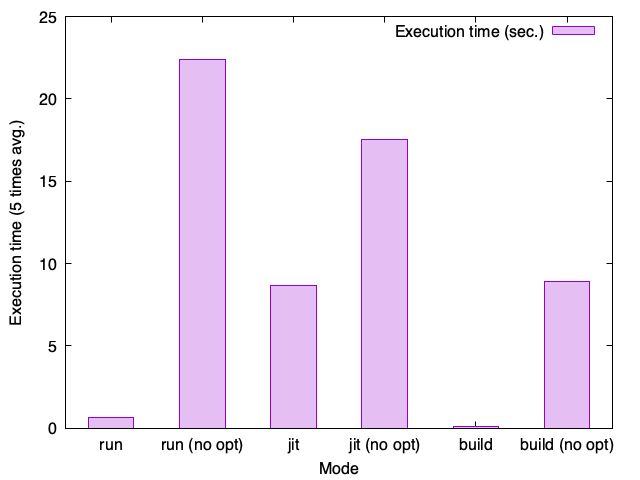 Execution time (sec.)
25
20
15
10
5
0
Execution time (5 times avg.)
run
run (no opt)
jit
jit (no opt)
build
build (no opt)
Mode